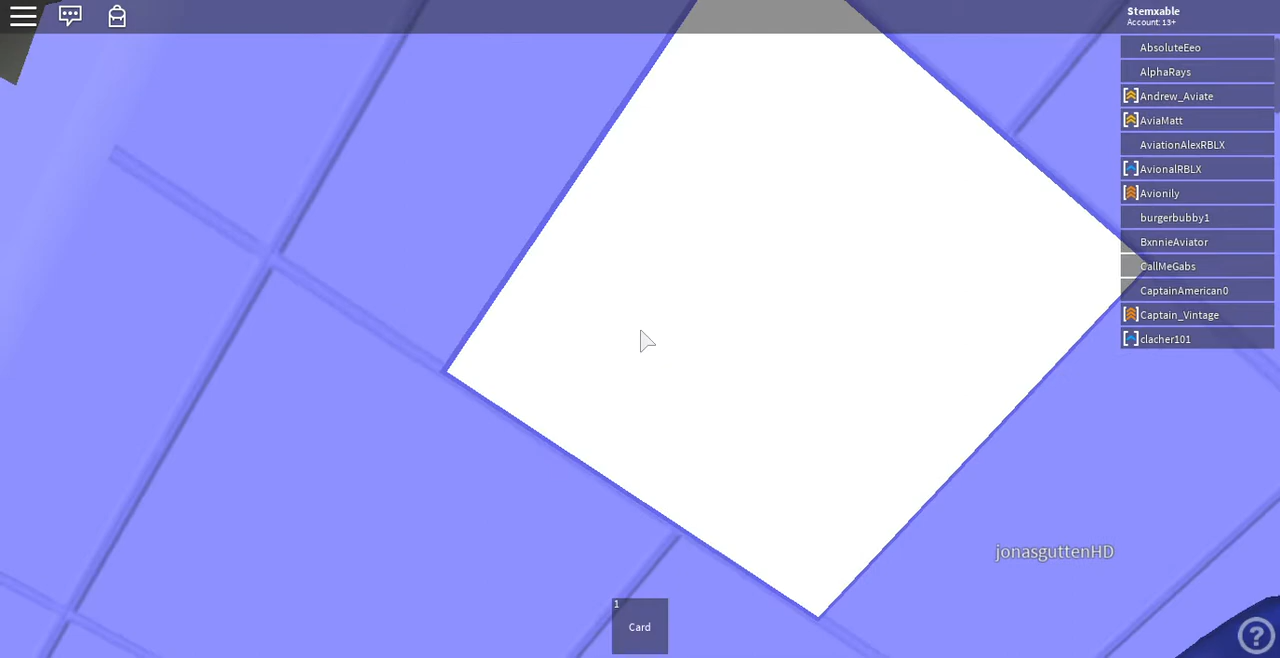 Stemxable
Account: 13+
AbsoluteEeo
AlphaRays
Andrew_Aviate
AviaMatt
AviationAlexRBLX
AvionalRBLX
Avionily
burgerbubby1
BxnnieAviator
CallMeGabs
CaptainAmerican0
Captain_Vintage
clacher101
jonasguttenHD
1
Card
?